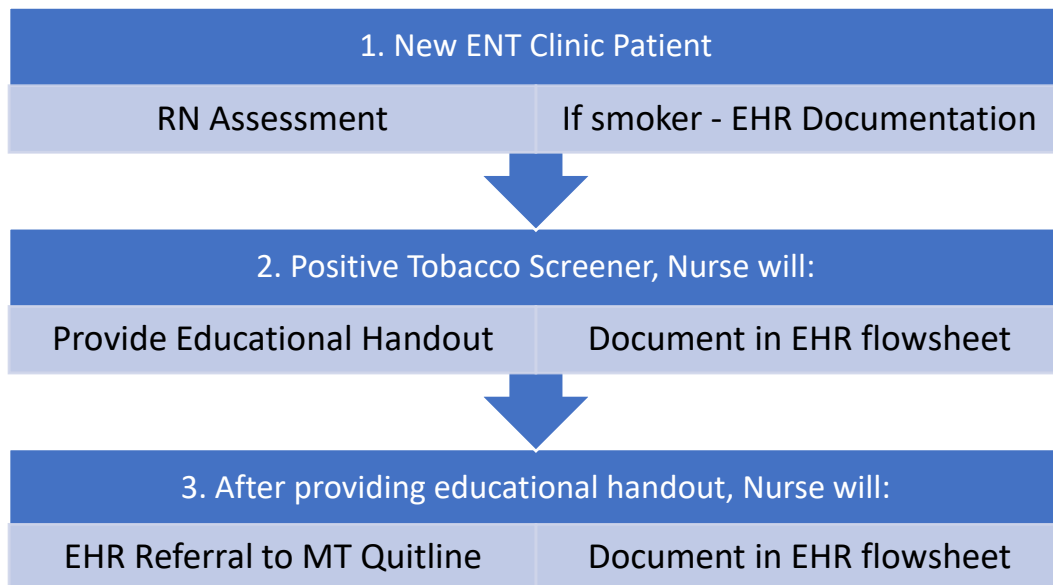 1. New ENT Clinic Patient
RN Assessment
If smoker - EHR Documentation
2. Positive Tobacco Screener, Nurse will:
Provide Educational Handout
Document in EHR flowsheet
3. After providing educational handout, Nurse will:
EHR Referral to MT Quitline
Document in EHR flowsheet